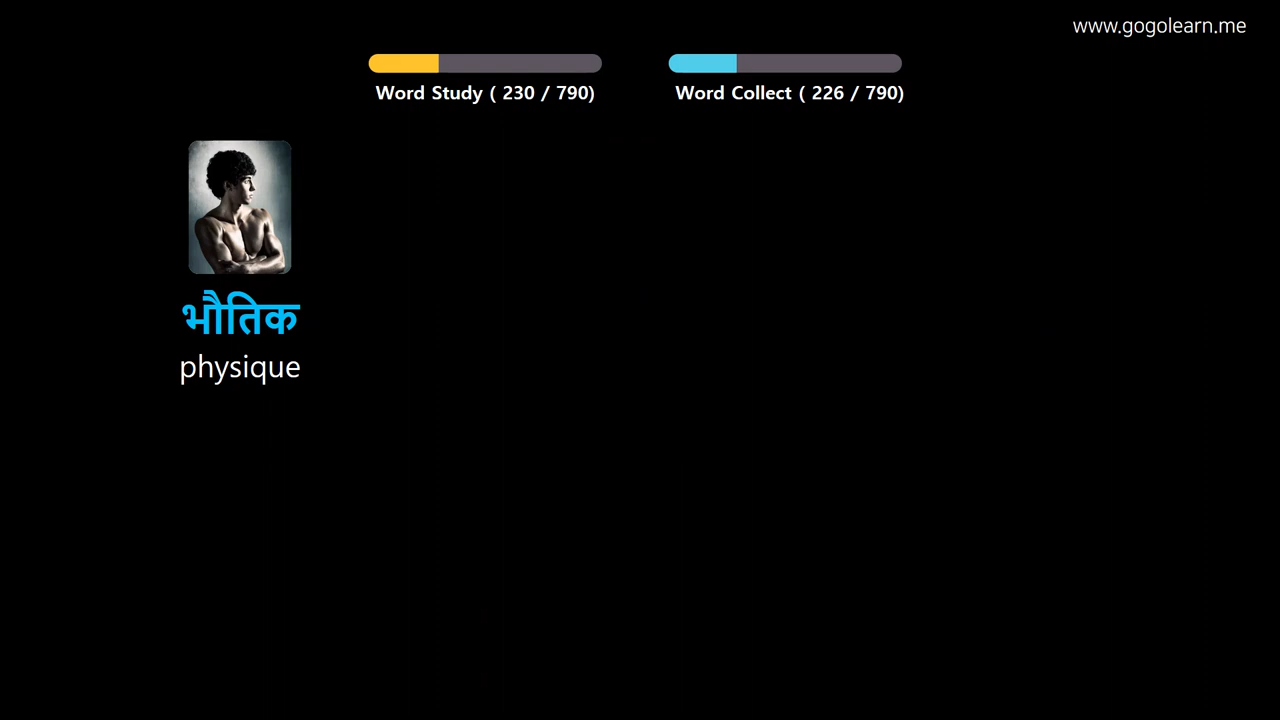 www.gogolearn.me
Word Study ( 230 / 790)
Word Collect ( 226 / 790)
भौतिक
physique